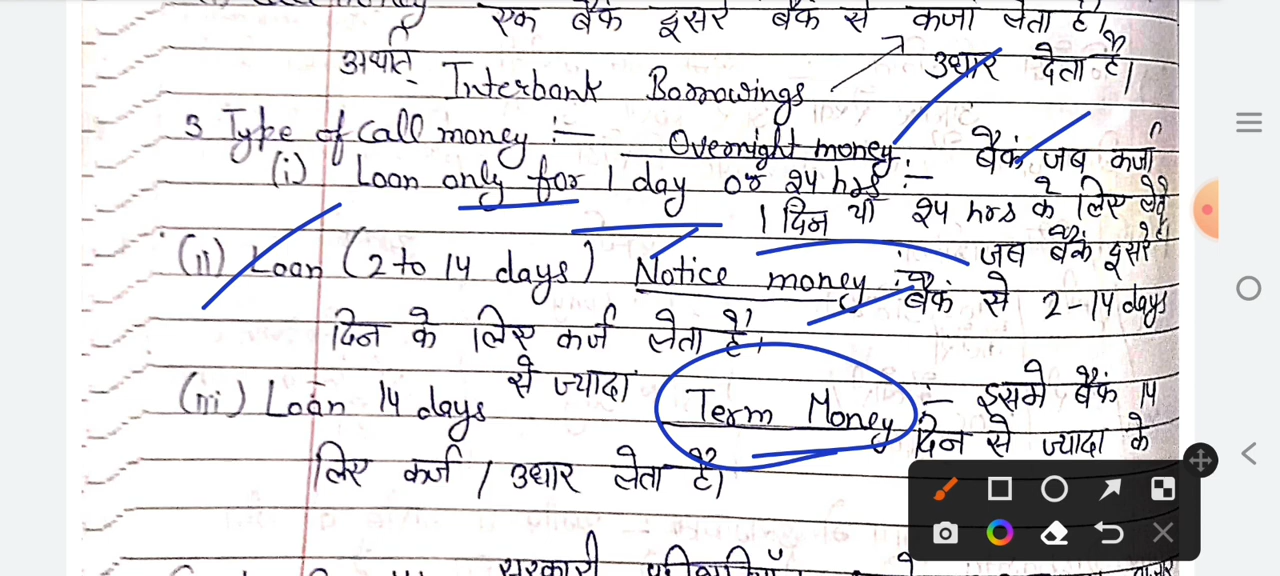 एक बैंक दूसरे बैंक से कर्जा लेता है।
अर्थात Interbank Borrowings उधार देता है।
3 Type of Call money :- Overnight money :- बैंक जब कर्जा
(i) Loan only for 1 day or 24 hrs
1 दिन या 24 hrs के लिए लेते है।
(ii) Loan (2 to 14 days) Notice money :- जब बैंक दूसरे
बैंक से 2-14 days
दिन के लिए कर्ज लेता है।
(iii) Loan 14 days से ज्यादा Term Money :- इसमे बैंक 14
दिन से ज्यादा के
लिए कर्ज / उधार लेता है।
सरकारी